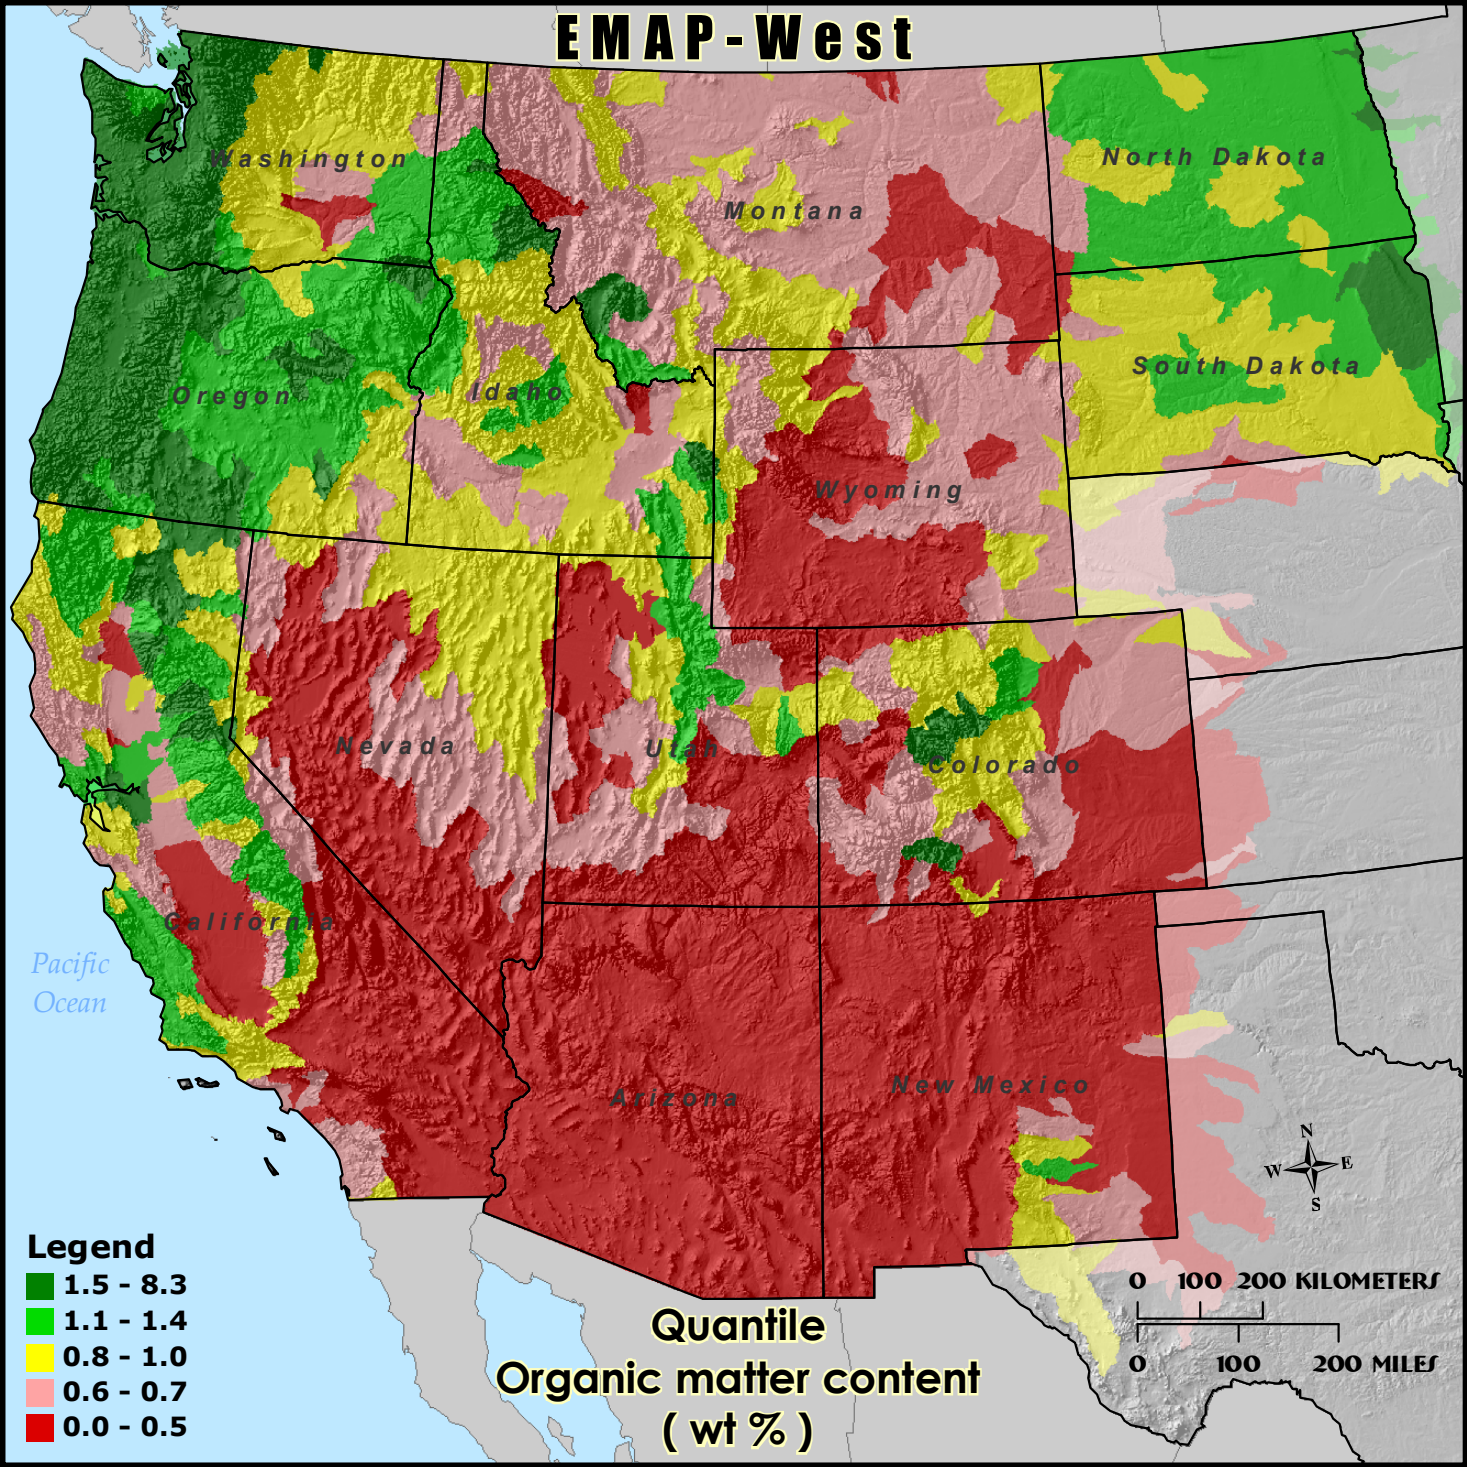 EMAP-West
Washington
North Dakota
Montana
South Dakota
Oregon
Idaho
Wyoming
Nevada
Utah
Colorado
California
Pacific
Ocean
New Mexico
Arizona
N
W E
S
Legend
1.5 - 8.3
1.1 - 1.4
0.8 - 1.0
0.6 - 0.7
0.0 - 0.5
Quantile
Organic matter content
( wt % )
0 100 200 KILOMETERS
0 100 200 MILES